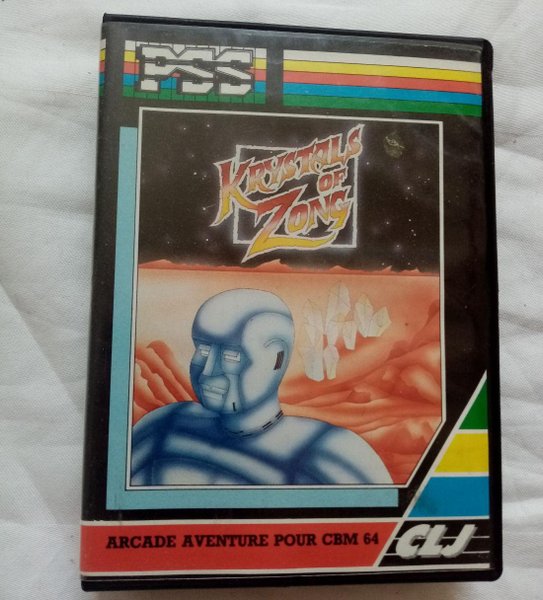 PSS
KRYSTALS
OF
ZONG
ARCADE AVENTURE POUR CBM 64
CLJ